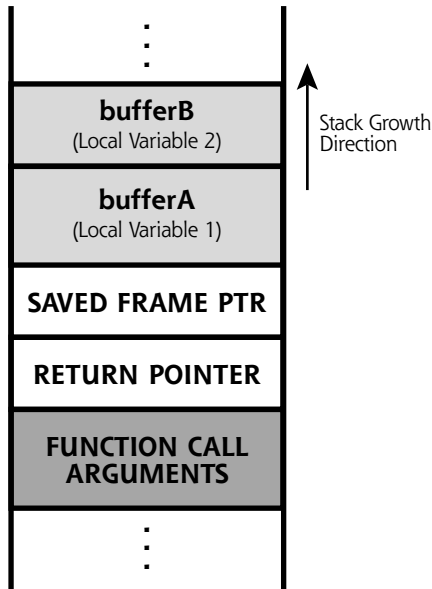 bufferB
(Local Variable 2)
Stack Growth
Direction
bufferA
(Local Variable 1)
SAVED FRAME PTR
RETURN POINTER
FUNCTION CALL
ARGUMENTS